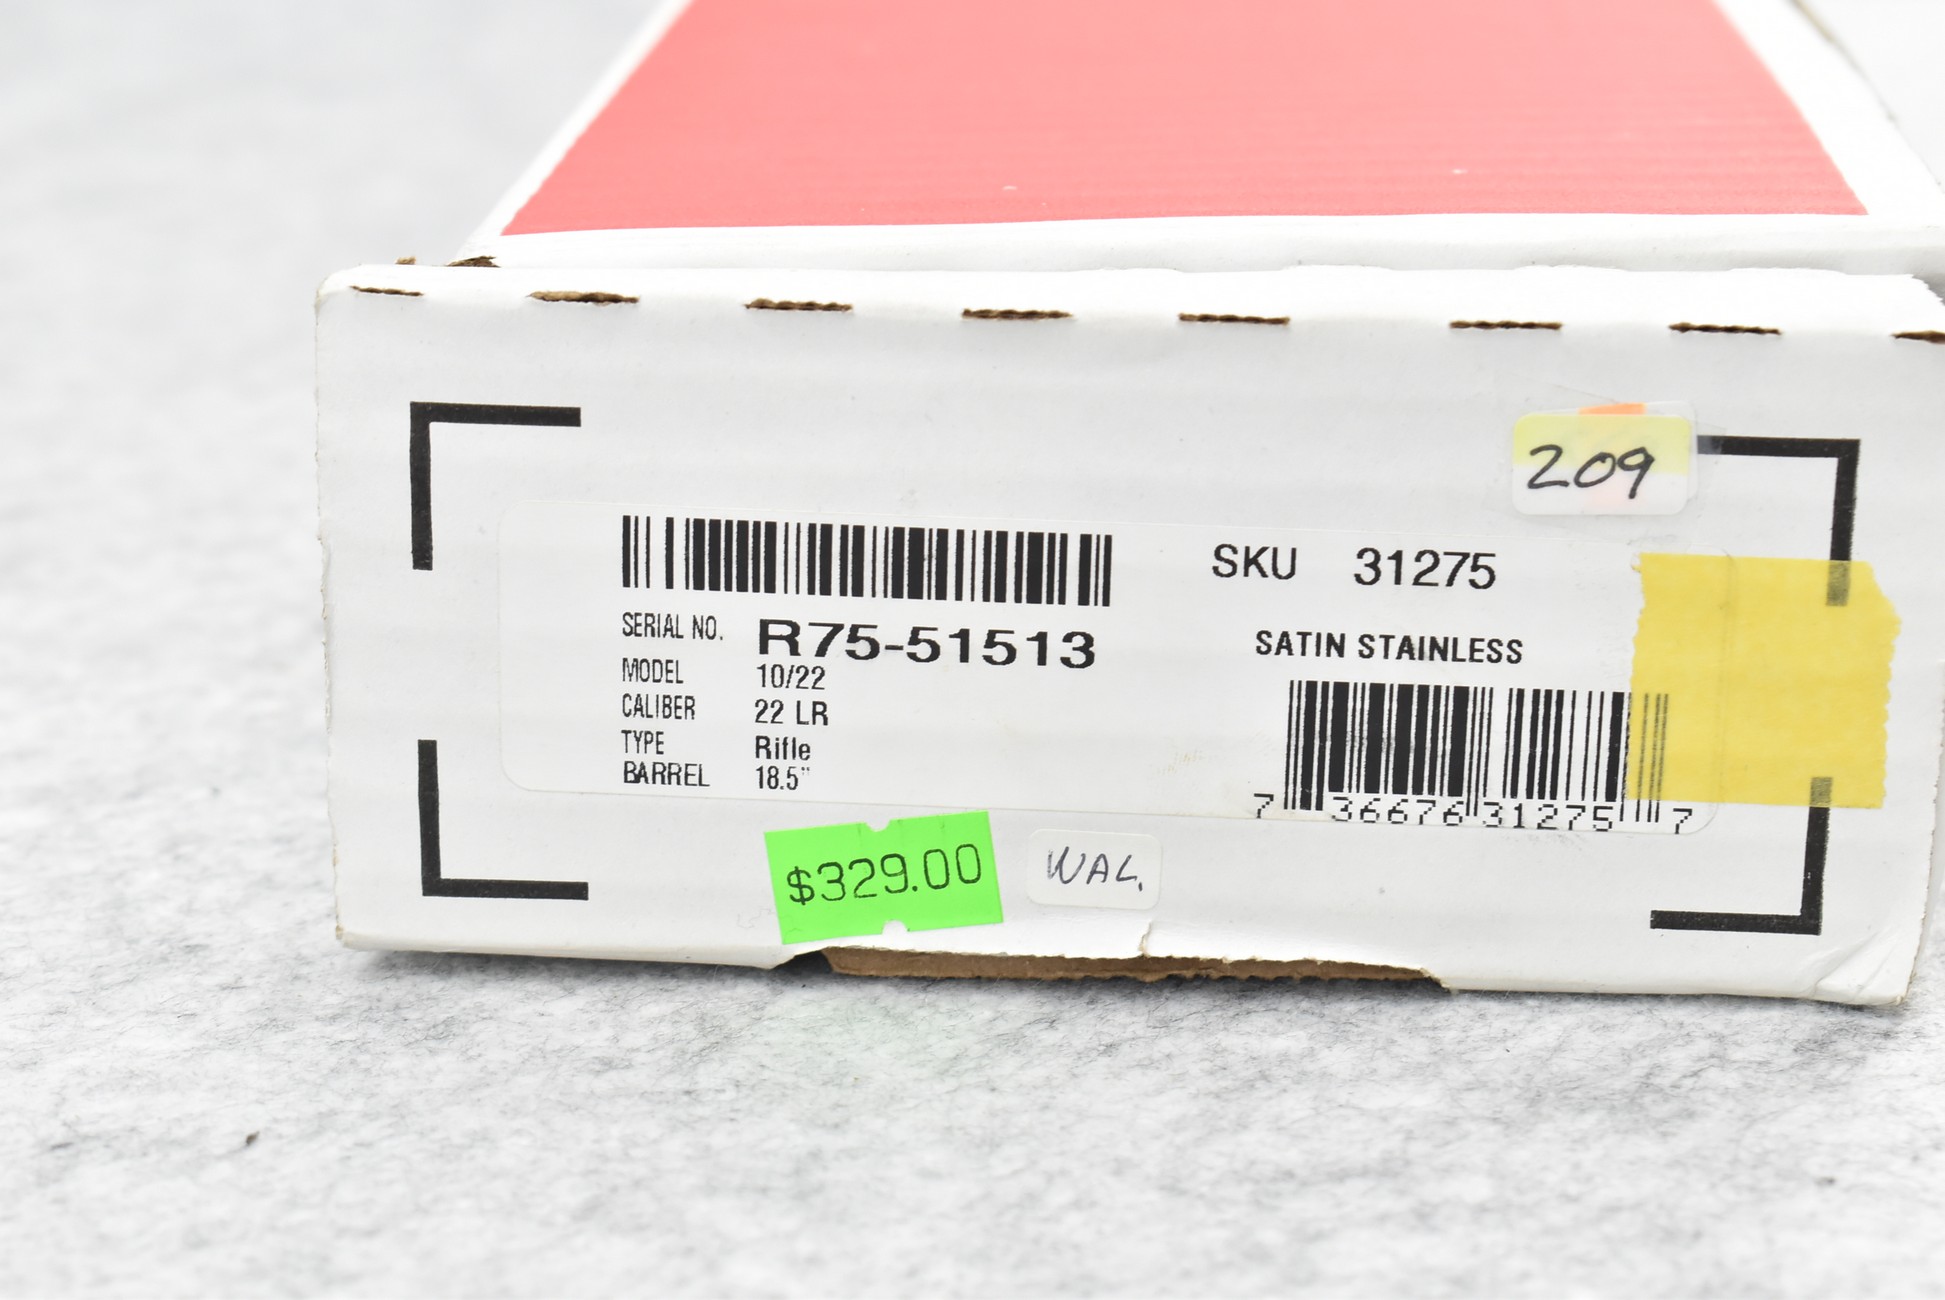 209
SKU 31275
SERIAL NO. R75-51513
MODEL 10/22
CALIBER 22 LR
TYPE Rifle
BARREL 18.5"
SATIN STAINLESS
7 36676 31275 7
$329.00
WAL.